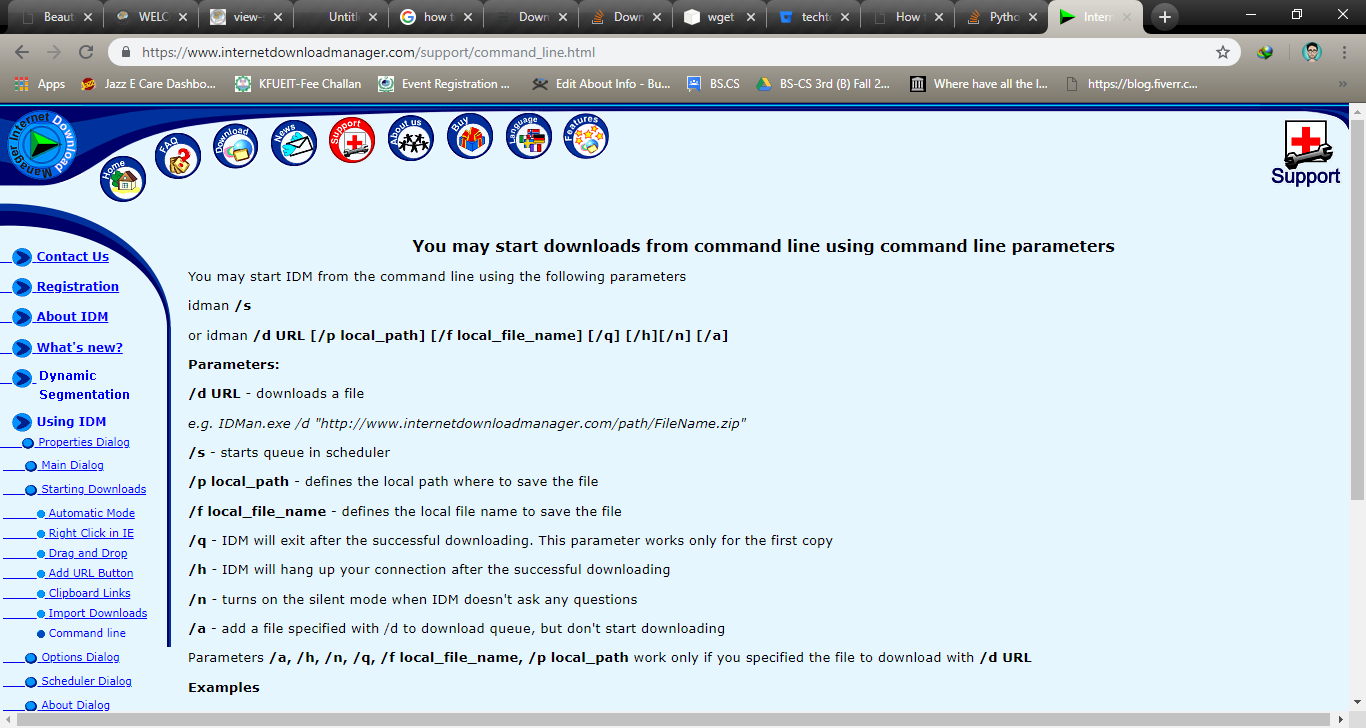 Beaut
WELC
view-s
Untitl
how t
Down
Down
wget
techto
How t
Pytho
Intern
https://www.internetdownloadmanager.com/support/command_line.html
Apps
Jazz E Care Dashbo...
KFUEIT-Fee Challan
Event Registration ...
Edit About Info - Bu...
BS.CS
BS-CS 3rd (B) Fall 2...
Where have all the l...
https://blog.fiverr.c...
Internet Download Manager
Home
FAQ
Download
News
Support
About us
Buy
Language
Features
Support
Contact Us
Registration
About IDM
What's new?
Dynamic
Segmentation
Using IDM
Properties Dialog
Main Dialog
Starting Downloads
Automatic Mode
Right Click in IE
Drag and Drop
Add URL Button
Clipboard Links
Import Downloads
Command line
Options Dialog
Scheduler Dialog
About Dialog
You may start downloads from command line using command line parameters
You may start IDM from the command line using the following parameters
idman /s
or idman /d URL [/p local_path] [/f local_file_name] [/q] [/h][/n] [/a]
Parameters:
/d URL - downloads a file
e.g. IDMan.exe /d "http://www.internetdownloadmanager.com/path/FileName.zip"
/s - starts queue in scheduler
/p local_path - defines the local path where to save the file
/f local_file_name - defines the local file name to save the file
/q - IDM will exit after the successful downloading. This parameter works only for the first copy
/h - IDM will hang up your connection after the successful downloading
/n - turns on the silent mode when IDM doesn't ask any questions
/a - add a file specified with /d to download queue, but don't start downloading
Parameters /a, /h, /n, /q, /f local_file_name, /p local_path work only if you specified the file to download with /d URL
Examples